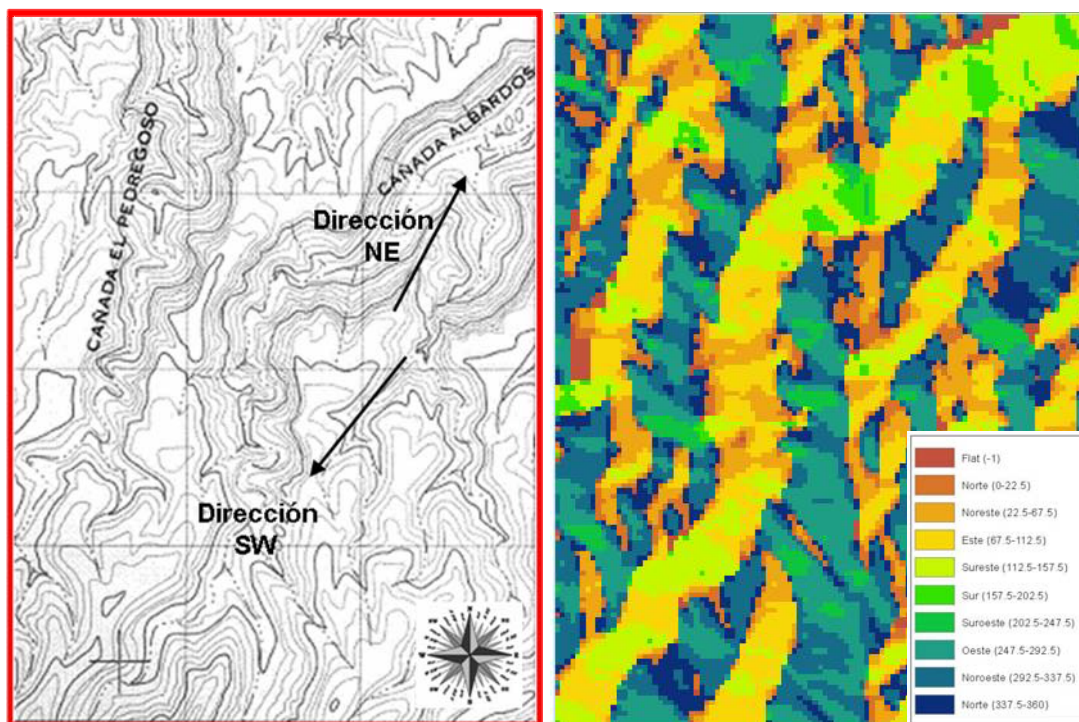 CAÑADA EL PEDREGOSO
CAÑADA ALBARDOS
1400
Dirección
NE
Dirección
SW
Flat (-1)
Norte (0-22.5)
Noreste (22.5-67.5)
Este (67.5-112.5)
Sureste (112.5-157.5)
Sur (157.5-202.5)
Suroeste (202.5-247.5)
Oeste (247.5-292.5)
Noroeste (292.5-337.5)
Norte (337.5-360)